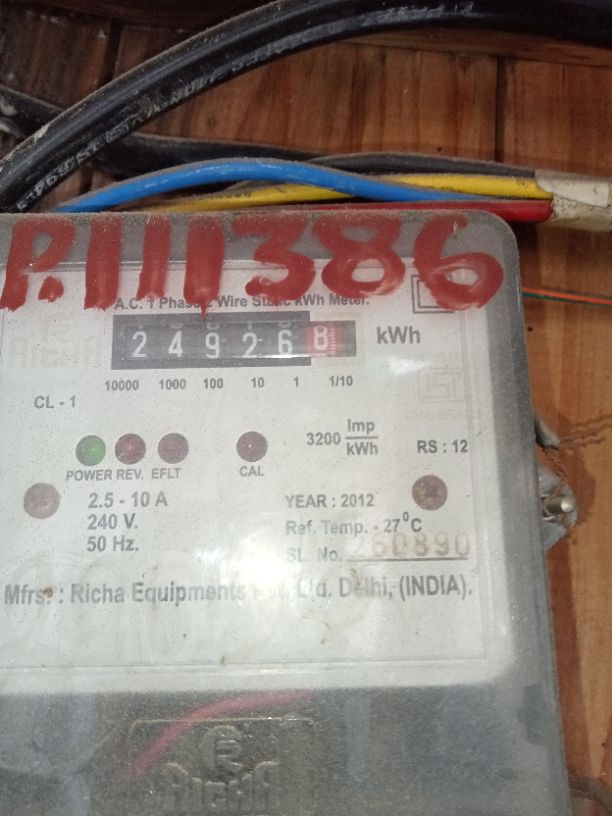 P.111386
A.C. 1 Phase 2 Wire Static kWh Meter.
249268 kWh
10000 1000 100 10 1 1/10
CL - 1
3200 Imp/kWh
RS : 12
POWER REV. EFLT CAL
2.5 - 10 A
240 V.
50 Hz.
YEAR : 2012
Ref. Temp. - 27°C
SL. No. 
Mfrs. : Richa Equipments Ltd. Delhi, (INDIA).
RICHA